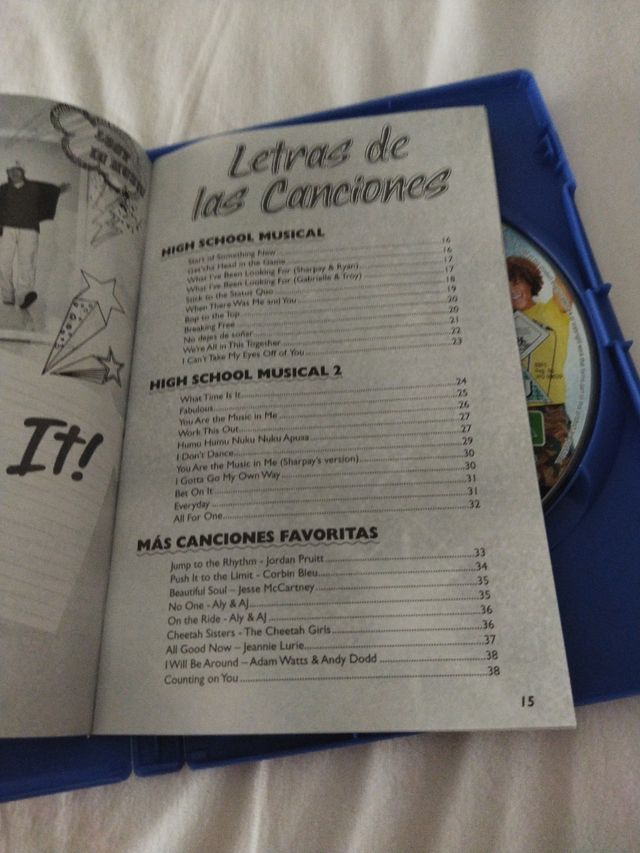 It!
Letras de
las Canciones
HIGH SCHOOL MUSICAL
Start of Something New 16
Get'cha Head in the Game 16
What I've Been Looking For (Sharpay & Ryan) 17
What I've Been Looking For (Gabrielle & Troy) 17
Stick to the Status Quo 18
When There Was Me and You 19
Bop to the Top 20
Breaking Free 20
No dejes de soñar 21
We're All in This Together 22
I Can't Take My Eyes Off of You 23
HIGH SCHOOL MUSICAL 2
What Time Is It 24
Fabulous 25
You Are the Music in Me 26
Work This Out 27
Humu Humu Nuku Nuku Apuaa 27
I Don't Dance 29
You Are the Music in Me (Sharpay's version) 30
I Gotta Go My Own Way 30
Bet On It 31
Everyday 31
All For One 32
MÁS CANCIONES FAVORITAS
Jump to the Rhythm - Jordan Pruitt 33
Push It to the Limit - Corbin Bleu 34
Beautiful Soul – Jesse McCartney 35
No One - Aly & AJ 35
On the Ride - Aly & AJ 36
Cheetah Sisters - The Cheetah Girls 36
All Good Now – Jeannie Lurie 37
I Will Be Around – Adam Watts & Andy Dodd 38
Counting on You 38
15